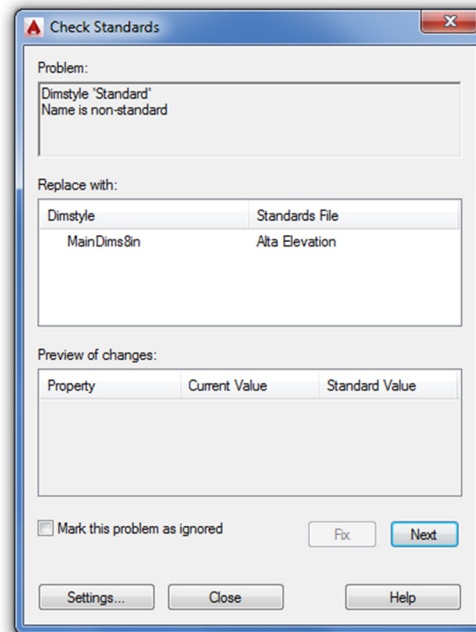 Check Standards
Problem:
Dimstyle 'Standard'
Name is non-standard
Replace with:
Dimstyle Standards File
MainDims8in Alta Elevation
Preview of changes:
Property Current Value Standard Value
Mark this problem as ignored Fix Next
Settings... Close Help